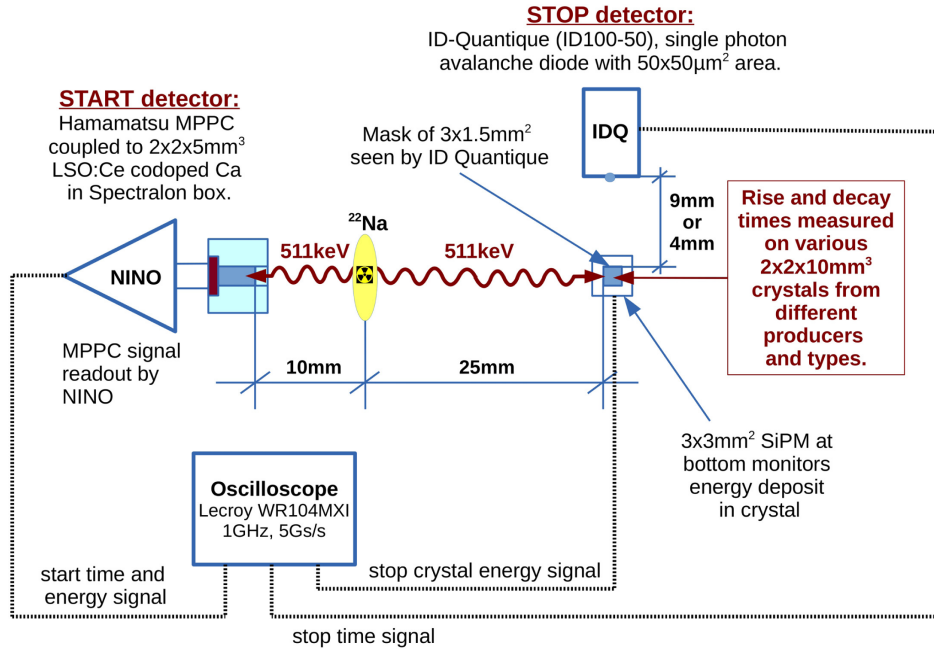 STOP detector:
ID-Quantique (ID100-50), single photon
avalanche diode with 50x50µm² area.
START detector:
Hamamatsu MPPC
coupled to 2x2x5mm³
LSO:Ce codoped Ca
in Spectralon box.
Mask of 3x1.5mm²
seen by ID Quantique
IDQ
9mm
or
4mm
Rise and decay
times measured
on various
2x2x10mm³
crystals from
different
producers
and types.
²²Na
511keV
511keV
NINO
MPPC signal
readout by
NINO
10mm
25mm
3x3mm² SiPM at
bottom monitors
energy deposit
in crystal
Oscilloscope
Lecroy WR104MXI
1GHz, 5Gs/s
start time and
energy signal
stop crystal energy signal
stop time signal